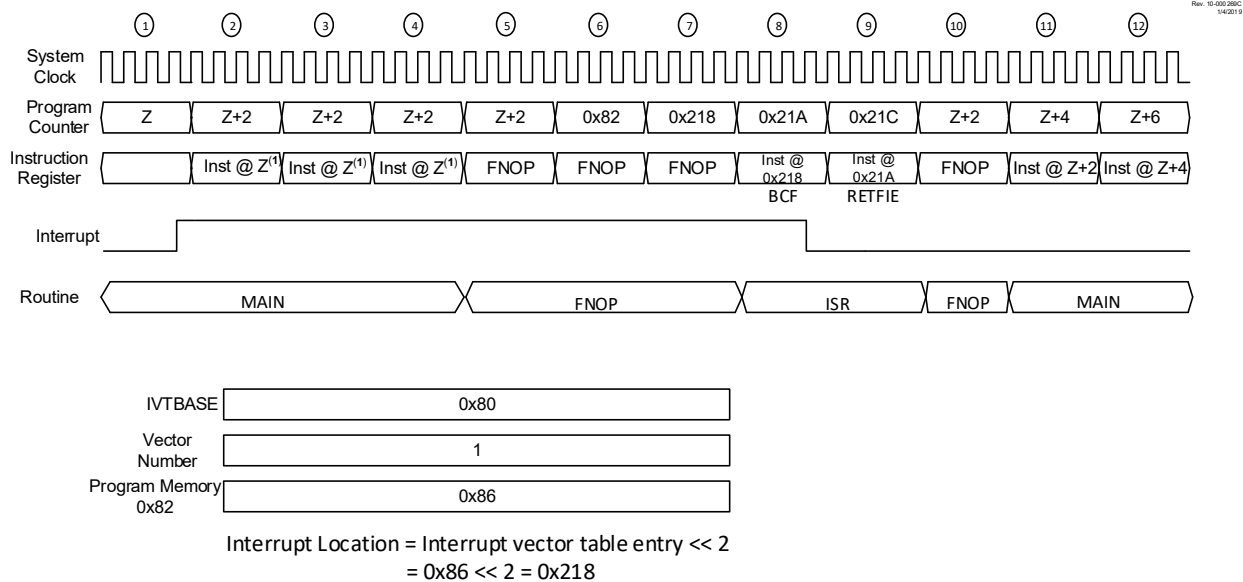 Rev. 10-000269C
1/4/2019
1 2 3 4 5 6 7 8 9 10 11 12
System
Clock
Program
Counter
Z Z+2 Z+2 Z+2 Z+2 0x82 0x218 0x21A 0x21C Z+2 Z+4 Z+6
Instruction
Register
Inst @ Z(1) Inst @ Z(1) Inst @ Z(1) FNOP FNOP FNOP Inst @ 0x218 Inst @ 0x21A FNOP Inst @ Z+2 Inst @ Z+4
BCF RETFIE
Interrupt
Routine MAIN FNOP ISR FNOP MAIN
IVTBASE 0x80
Vector
Number
1
Program Memory
0x82
0x86
Interrupt Location = Interrupt vector table entry << 2
= 0x86 << 2 = 0x218